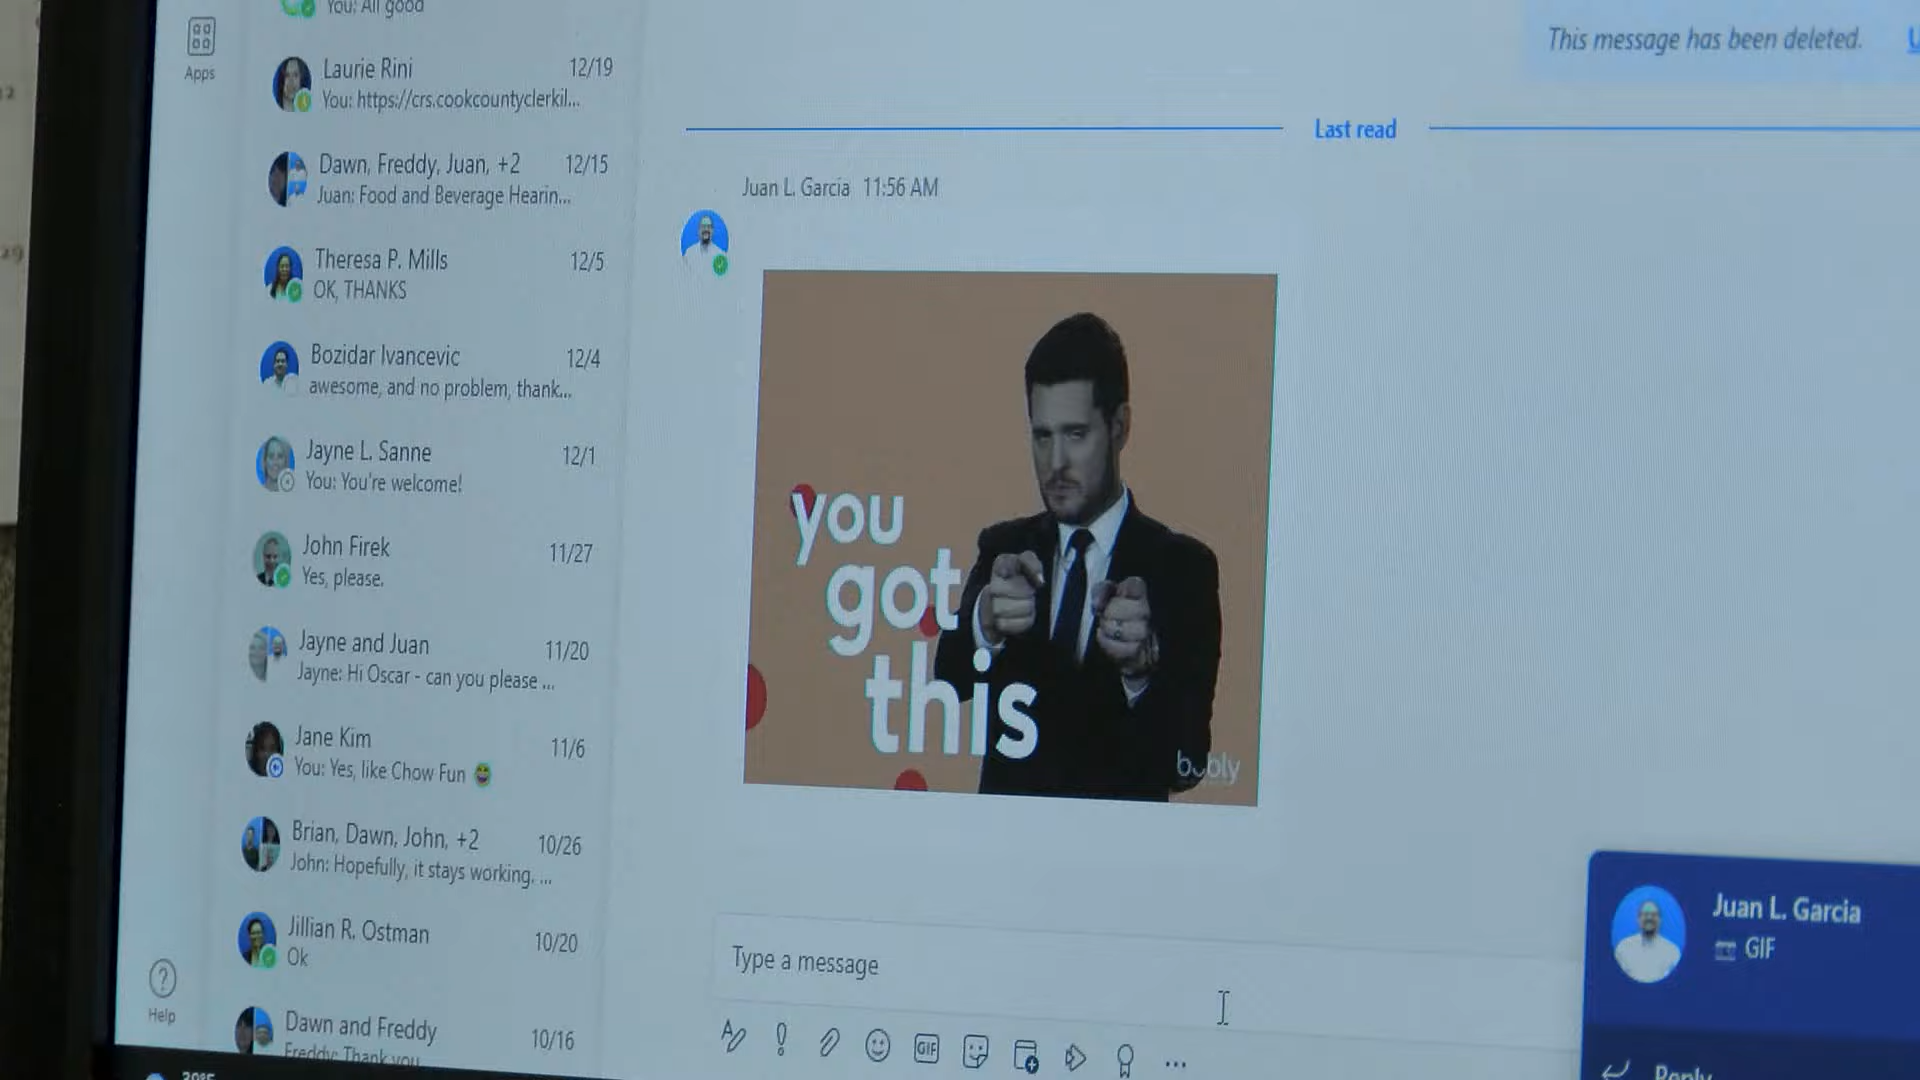 You: All good
Apps
Laurie Rini 12/19
You: https://crs.cookcountyclerkil...
Dawn, Freddy, Juan, +2 12/15
Juan: Food and Beverage Hearin...
Theresa P. Mills 12/5
OK, THANKS
Bozidar Ivancevic 12/4
awesome, and no problem, thank...
Jayne L. Sanne 12/1
You: You're welcome!
John Firek 11/27
Yes, please.
Jayne and Juan 11/20
Jayne: Hi Oscar - can you please ...
Jane Kim 11/6
You: Yes, like Chow Fun
Brian, Dawn, John, +2 10/26
John: Hopefully, it stays working. ...
Jillian R. Ostman 10/20
Ok
Dawn and Freddy 10/16
Freddy: Thank you
Help
This message has been deleted.
Last read
Juan L. Garcia 11:56 AM
you
got
this
bubly
Type a message
GIF
Juan L. Garcia
GIF
Reply
29